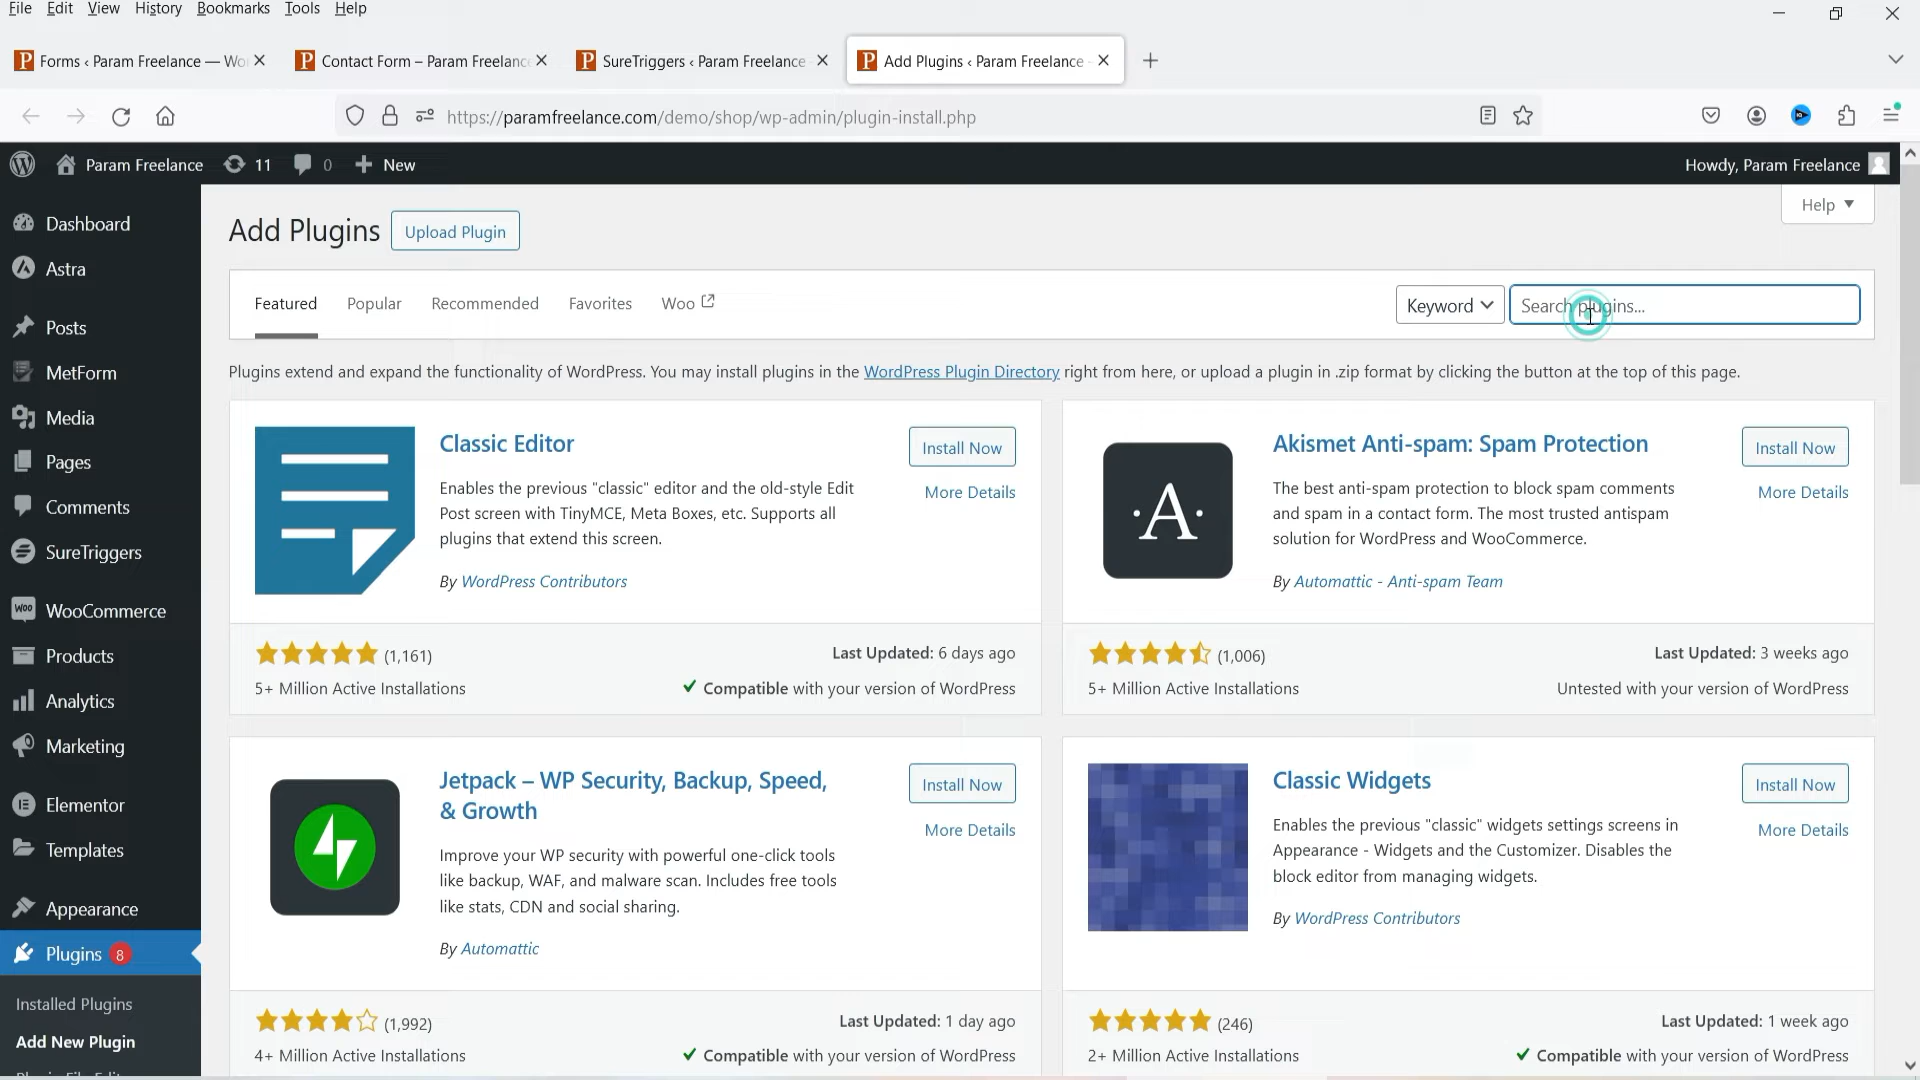 File Edit View History Bookmarks Tools Help
Forms ‹ Param Freelance — Wo
Contact Form – Param Freelanc
SureTriggers ‹ Param Freelance
Add Plugins ‹ Param Freelance
https://paramfreelance.com/demo/shop/wp-admin/plugin-install.php
Param Freelance 11 0 New
Howdy, Param Freelance
Dashboard
Astra
Posts
MetForm
Media
Pages
Comments
SureTriggers
WooCommerce
Products
Analytics
Marketing
Elementor
Templates
Appearance
Plugins 8
Installed Plugins
Add New Plugin
Help
Add Plugins
Upload Plugin
Featured Popular Recommended Favorites Woo
Keyword
Search plugins...
Plugins extend and expand the functionality of WordPress. You may install plugins in the WordPress Plugin Directory right from here, or upload a plugin in .zip format by clicking the button at the top of this page.
Classic Editor
Install Now
More Details
Enables the previous "classic" editor and the old-style Edit
Post screen with TinyMCE, Meta Boxes, etc. Supports all
plugins that extend this screen.
By WordPress Contributors
(1,161)
Last Updated: 6 days ago
5+ Million Active Installations
Compatible with your version of WordPress
Akismet Anti-spam: Spam Protection
Install Now
More Details
The best anti-spam protection to block spam comments
and spam in a contact form. The most trusted antispam
solution for WordPress and WooCommerce.
By Automattic - Anti-spam Team
(1,006)
Last Updated: 3 weeks ago
5+ Million Active Installations
Untested with your version of WordPress
Jetpack – WP Security, Backup, Speed,
& Growth
Install Now
More Details
Improve your WP security with powerful one-click tools
like backup, WAF, and malware scan. Includes free tools
like stats, CDN and social sharing.
By Automattic
(1,992)
Last Updated: 1 day ago
4+ Million Active Installations
Compatible with your version of WordPress
Classic Widgets
Install Now
More Details
Enables the previous "classic" widgets settings screens in
Appearance - Widgets and the Customizer. Disables the
block editor from managing widgets.
By WordPress Contributors
(246)
Last Updated: 1 week ago
2+ Million Active Installations
Compatible with your version of WordPress